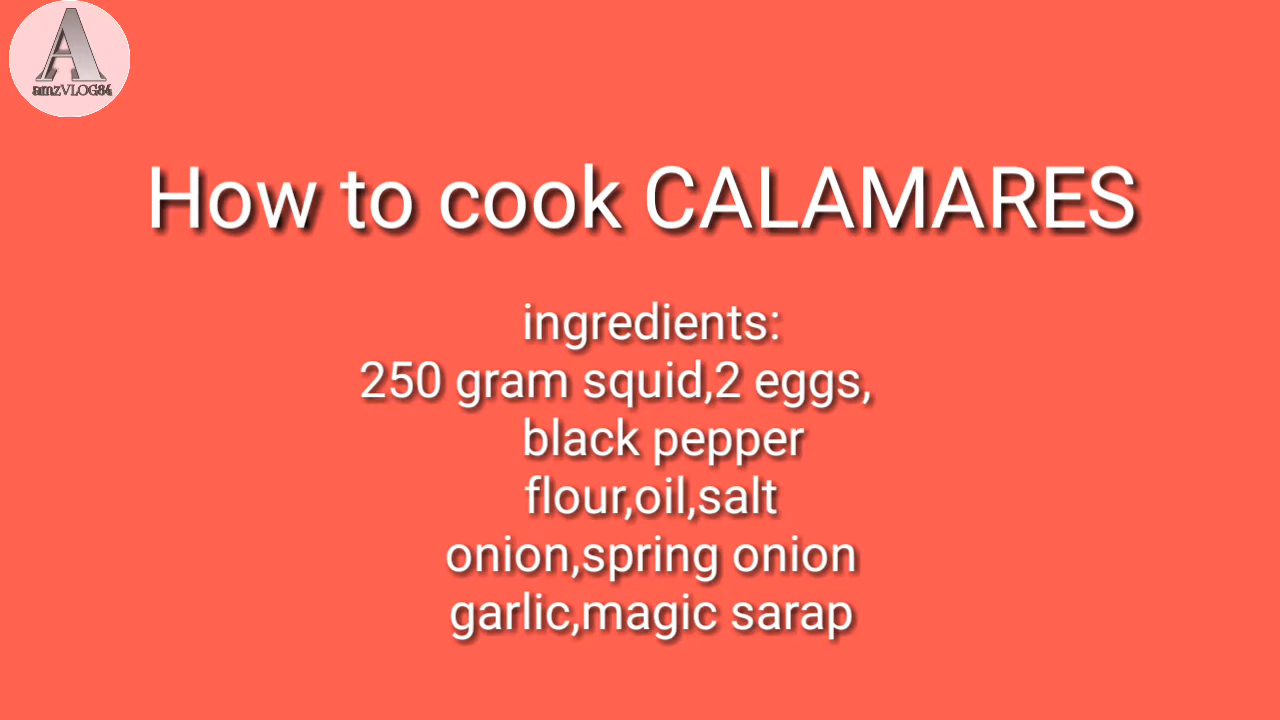 A
amzVLOG84
How to cook CALAMARES
ingredients:
250 gram squid,2 eggs,
black pepper
flour,oil,salt
onion,spring onion
garlic,magic sarap